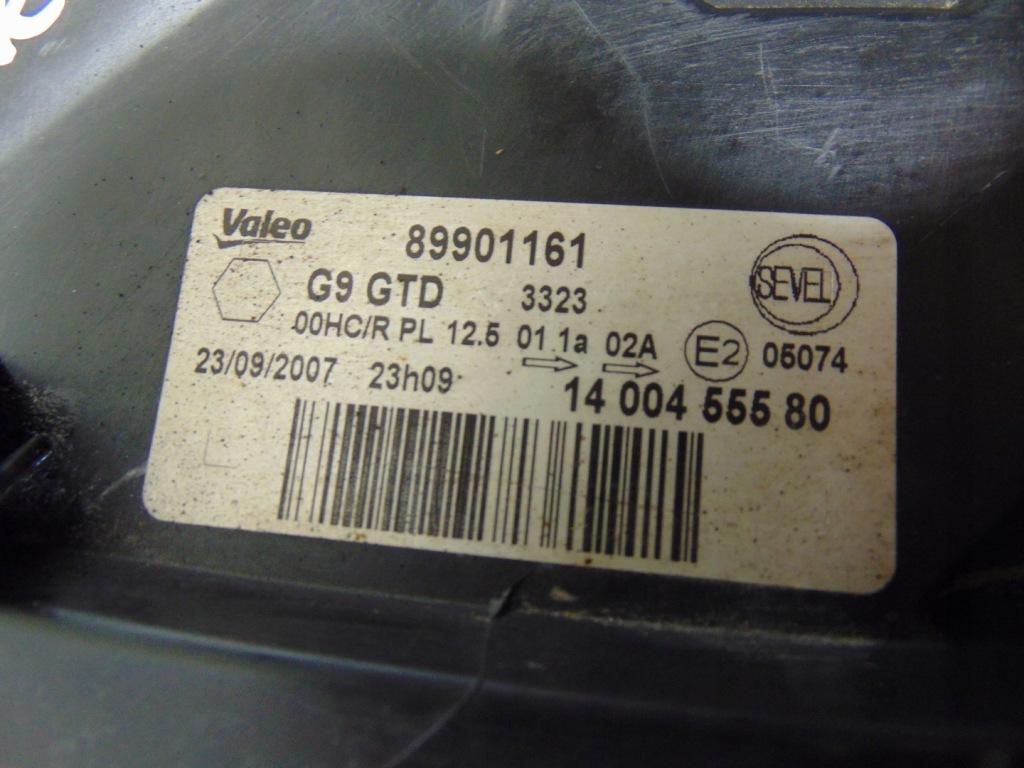 Valeo 89901161
G9 GTD 3323 SEVEL
00HC/R PL 12.5 01 1a 02A E2 05074
23/09/2007 23h09 14 004 555 80
L